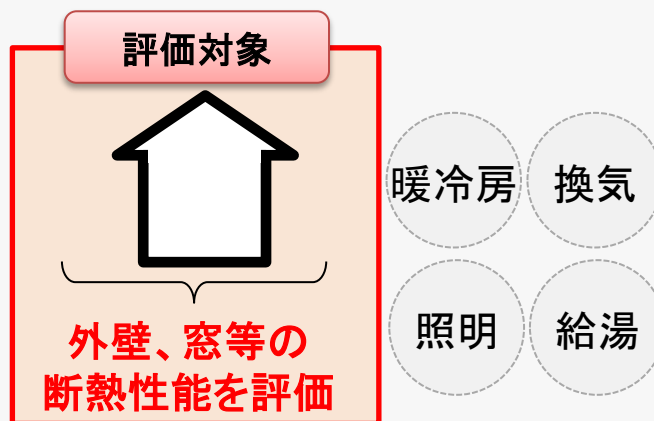 評価対象
外壁、窓等の
断熱性能を評価
暖冷房
換気
照明
給湯